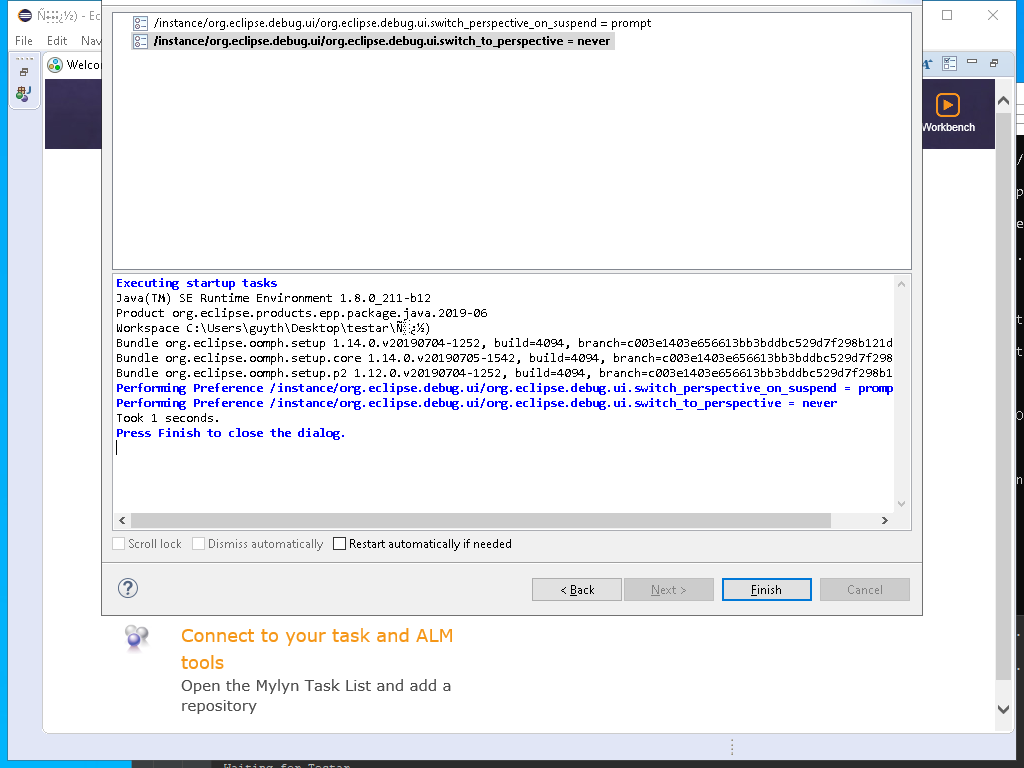 /instance/org.eclipse.debug.ui/org.eclipse.debug.ui.switch_perspective_on_suspend = prompt
/instance/org.eclipse.debug.ui/org.eclipse.debug.ui.switch_to_perspective = never
File Edit Nav
Welco
Workbench
Executing startup tasks
Java(TM) SE Runtime Environment 1.8.0_211-b12
Product org.eclipse.products.epp.package.java.2019-06
Workspace C:\Users\guyth\Desktop\testar\
Bundle org.eclipse.oomph.setup 1.14.0.v20190704-1252, build=4094, branch=c003e1403e656613bb3bddbc529d7f298b121d
Bundle org.eclipse.oomph.setup.core 1.14.0.v20190705-1542, build=4094, branch=c003e1403e656613bb3bddbc529d7f298
Bundle org.eclipse.oomph.setup.p2 1.12.0.v20190704-1252, build=4094, branch=c003e1403e656613bb3bddbc529d7f298b1
Performing Preference /instance/org.eclipse.debug.ui/org.eclipse.debug.ui.switch_perspective_on_suspend = promp
Performing Preference /instance/org.eclipse.debug.ui/org.eclipse.debug.ui.switch_to_perspective = never
Took 1 seconds.
Press Finish to close the dialog.
Scroll lock Dismiss automatically Restart automatically if needed
< Back Next > Finish Cancel
Connect to your task and ALM
tools
Open the Mylyn Task List and add a
repository
Waiting for Testar